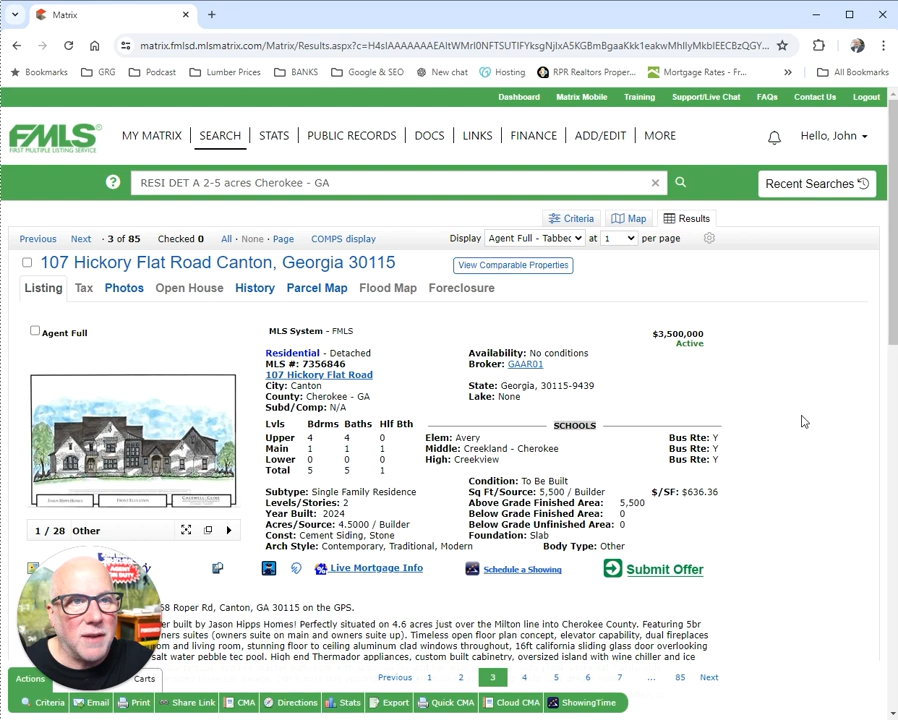 Matrix
matrix.fmlsd.mlsmatrix.com/Matrix/Results.aspx?c=H4sIAAAAAAAEAItWMrI0NFTSUTIFYksgNjIxA5KGBmBgaaKkk1eakwMhIlyMkbIEECBzQGY...
Bookmarks GRG Podcast Lumber Prices BANKS Google & SEO New chat Hosting RPR Realtors Proper... Mortgage Rates - Fr... » All Bookmarks
Dashboard Matrix Mobile Training Support/Live Chat FAQs Contact Us Logout
FMLS
FIRST MULTIPLE LISTING SERVICE
MY MATRIX SEARCH STATS PUBLIC RECORDS DOCS LINKS FINANCE ADD/EDIT MORE Hello, John
RESI DET A 2-5 acres Cherokee - GA
Recent Searches
Criteria Map Results
Previous Next · 3 of 85 Checked 0 All · None · Page COMPS display Display Agent Full - Tabbec at 1 per page
107 Hickory Flat Road Canton, Georgia 30115
View Comparable Properties
Listing Tax Photos Open House History Parcel Map Flood Map Foreclosure
Agent Full
MLS System - FMLS
$3,500,000
Active
Residential - Detached Availability: No conditions
MLS #: 7356846 Broker: GAAR01
107 Hickory Flat Road
City: Canton State: Georgia, 30115-9439
County: Cherokee - GA Lake: None
Subd/Comp: N/A
Lvls Bdrms Baths Hlf Bth SCHOOLS
Upper 4 4 0 Elem: Avery Bus Rte: Y
Main 1 1 1 Middle: Creekland - Cherokee Bus Rte: Y
Lower 0 0 0 High: Creekview Bus Rte: Y
Total 5 5 1
Condition: To Be Built
Subtype: Single Family Residence Sq Ft/Source: 5,500 / Builder $/SF: $636.36
Levels/Stories: 2 Above Grade Finished Area: 5,500
Year Built: 2024 Below Grade Finished Area: 0
Acres/Source: 4.5000 / Builder Below Grade Unfinished Area: 0
Const: Cement Siding, Stone Foundation: Slab
Arch Style: Contemporary, Traditional, Modern Body Type: Other
1 / 28 Other
Live Mortgage Info Schedule a Showing Submit Offer
68 Roper Rd, Canton, GA 30115 on the GPS.
er built by Jason Hipps Homes! Perfectly situated on 4.6 acres just over the Milton line into Cherokee County. Featuring 5br
ners suites (owners suite on main and owners suite up). Timeless open floor plan concept, elevator capability, dual fireplaces
om and living room, stunning floor to ceiling aluminum clad windows throughout, 16ft california sliding glass door overlooking
salt water pebble tec pool. High end Thermador appliances, custom built cabinetry, oversized island with wine chiller and ice
Actions Carts Previous 1 2 3 4 5 6 7 ... 85 Next
Criteria Email Print Share Link CMA Directions Stats Export Quick CMA Cloud CMA ShowingTime